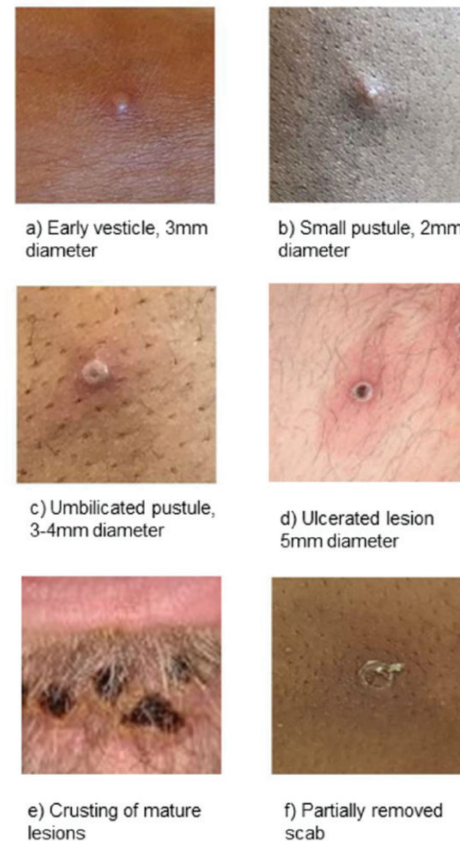 a) Early vesicle, 3mm
diameter
b) Small pustule, 2mm
diameter
c) Umbilicated pustule,
3-4mm diameter
d) Ulcerated lesion
5mm diameter
e) Crusting of mature
lesions
f) Partially removed
scab